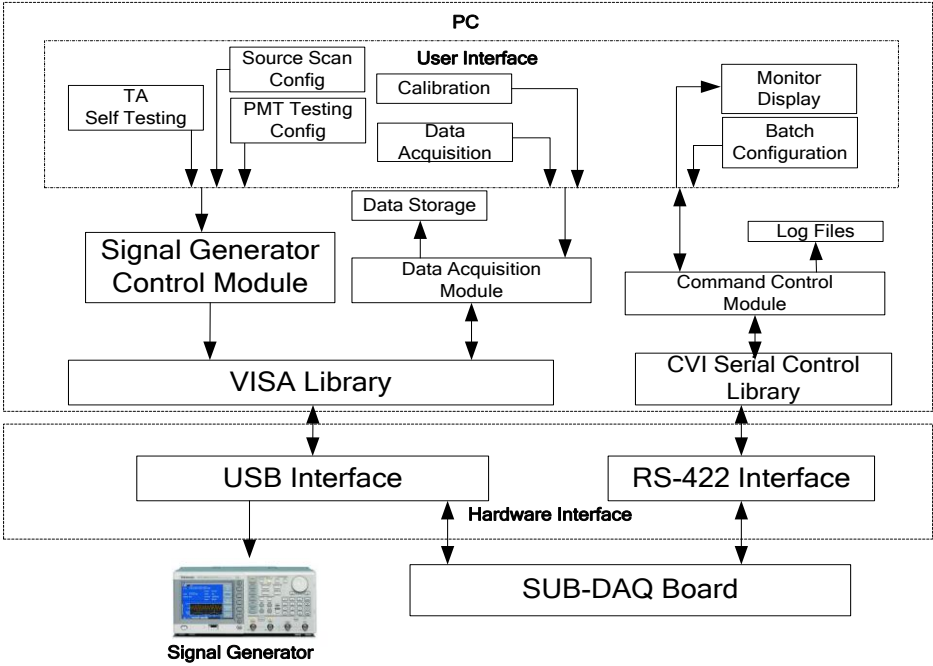 PC
User Interface
Source Scan
Config
TA
Self Testing
PMT Testing
Config
Calibration
Data
Acquisition
Monitor
Display
Batch
Configuration
Data Storage
Log Files
Signal Generator
Control Module
Data Acquisition
Module
Command Control
Module
VISA Library
CVI Serial Control
Library
USB Interface
RS-422 Interface
Hardware Interface
SUB-DAQ Board
Signal Generator